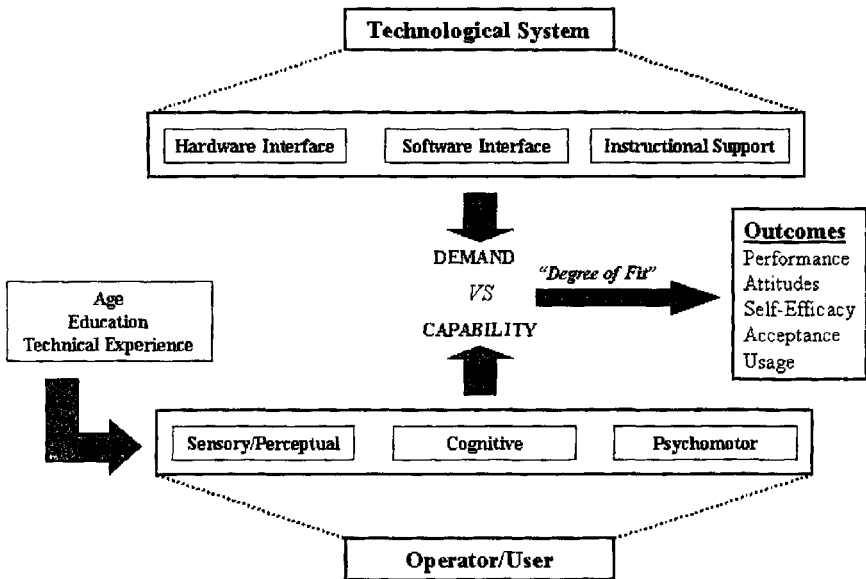 Technological System
Hardware Interface
Software Interface
Instructional Support
DEMAND
VS
CAPABILITY
"Degree of Fit"
Outcomes
Performance
Attitudes
Self-Efficacy
Acceptance
Usage
Age
Education
Technical Experience
Sensory/Perceptual
Cognitive
Psychomotor
Operator/User